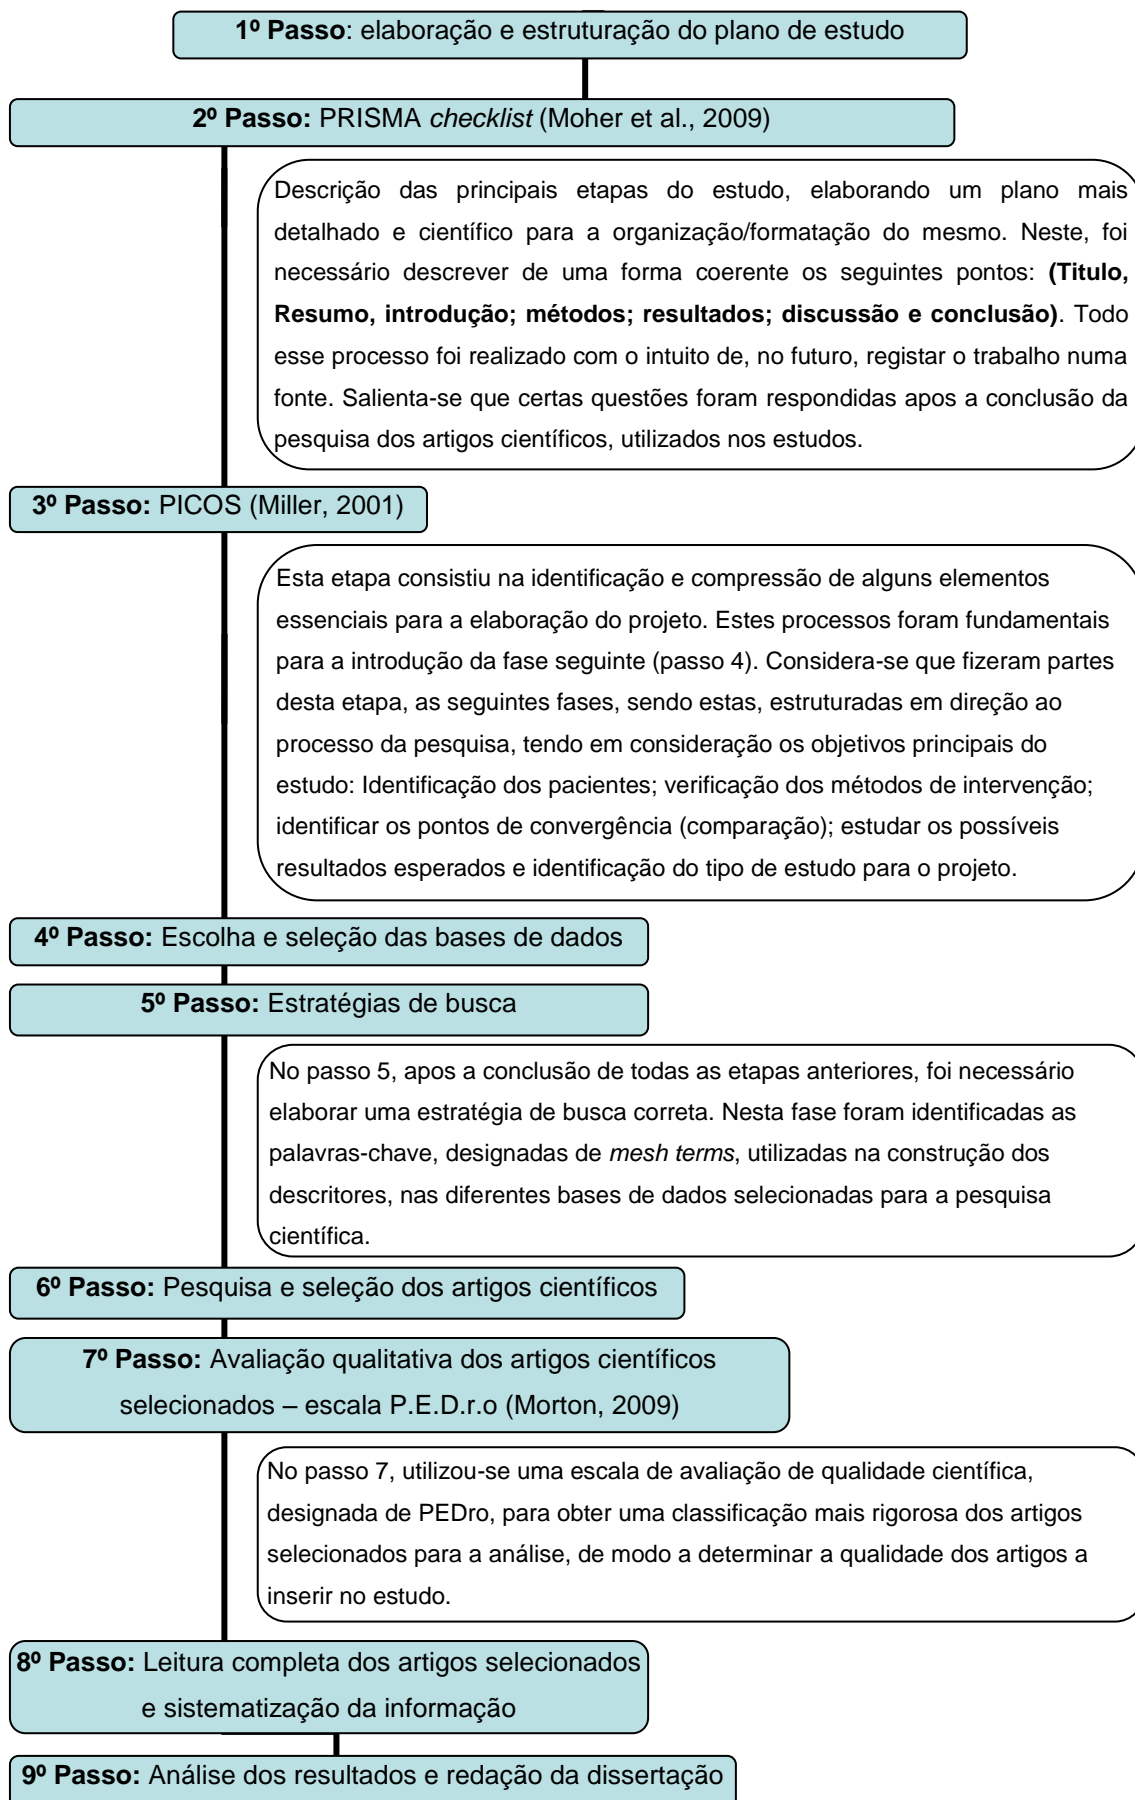 1º Passo: elaboração e estruturação do plano de estudo
2º Passo: PRISMA checklist (Moher et al., 2009)
Descrição das principais etapas do estudo, elaborando um plano mais
detalhado e científico para a organização/formatação do mesmo. Neste, foi
necessário descrever de uma forma coerente os seguintes pontos: (Titulo,
Resumo, introdução; métodos; resultados; discussão e conclusão). Todo
esse processo foi realizado com o intuito de, no futuro, registar o trabalho numa
fonte. Salienta-se que certas questões foram respondidas apos a conclusão da
pesquisa dos artigos científicos, utilizados nos estudos.
3º Passo: PICOS (Miller, 2001)
Esta etapa consistiu na identificação e compressão de alguns elementos
essenciais para a elaboração do projeto. Estes processos foram fundamentais
para a introdução da fase seguinte (passo 4). Considera-se que fizeram partes
desta etapa, as seguintes fases, sendo estas, estruturadas em direção ao
processo da pesquisa, tendo em consideração os objetivos principais do
estudo: Identificação dos pacientes; verificação dos métodos de intervenção;
identificar os pontos de convergência (comparação); estudar os possíveis
resultados esperados e identificação do tipo de estudo para o projeto.
4º Passo: Escolha e seleção das bases de dados
5º Passo: Estratégias de busca
No passo 5, apos a conclusão de todas as etapas anteriores, foi necessário
elaborar uma estratégia de busca correta. Nesta fase foram identificadas as
palavras-chave, designadas de mesh terms, utilizadas na construção dos
descritores, nas diferentes bases de dados selecionadas para a pesquisa
científica.
6º Passo: Pesquisa e seleção dos artigos científicos
7º Passo: Avaliação qualitativa dos artigos científicos
selecionados – escala P.E.D.r.o (Morton, 2009)
No passo 7, utilizou-se uma escala de avaliação de qualidade científica,
designada de PEDro, para obter uma classificação mais rigorosa dos artigos
selecionados para a análise, de modo a determinar a qualidade dos artigos a
inserir no estudo.
8º Passo: Leitura completa dos artigos selecionados
e sistematização da informação
9º Passo: Análise dos resultados e redação da dissertação